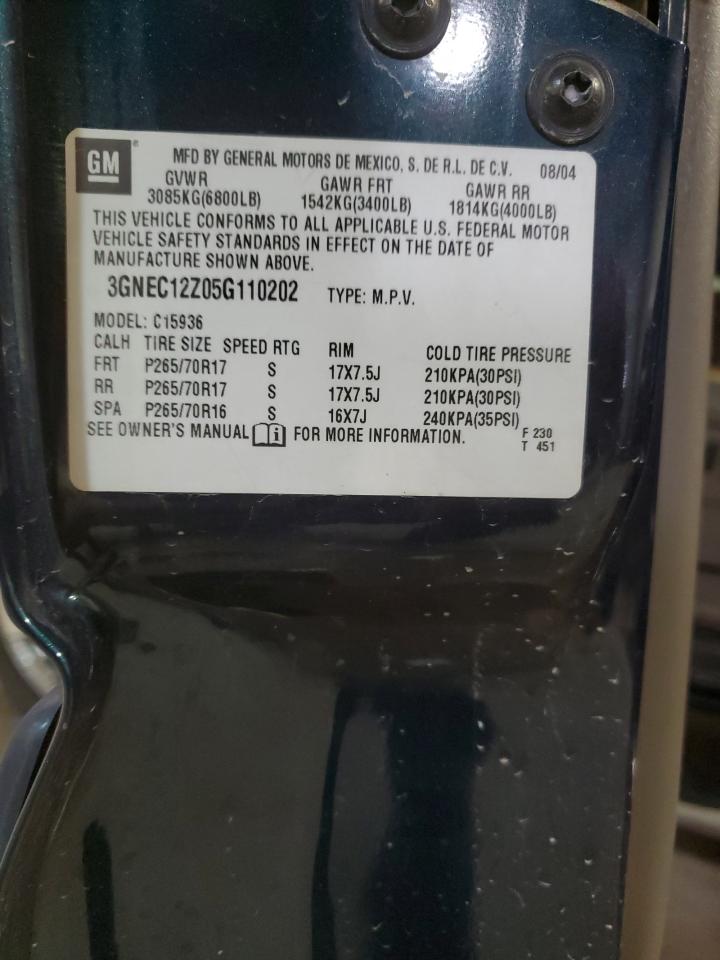 GM
MFD BY GENERAL MOTORS DE MEXICO, S. DE R.L. DE C.V. 08/04
GVWR GAWR FRT GAWR RR
3085KG(6800LB) 1542KG(3400LB) 1814KG(4000LB)
THIS VEHICLE CONFORMS TO ALL APPLICABLE U.S. FEDERAL MOTOR
VEHICLE SAFETY STANDARDS IN EFFECT ON THE DATE OF
MANUFACTURE SHOWN ABOVE.
3GNEC12Z05G110202 TYPE: M.P.V.
MODEL: C15936
CALH TIRE SIZE SPEED RTG RIM COLD TIRE PRESSURE
FRT P265/70R17 S 17X7.5J 210KPA(30PSI)
RR P265/70R17 S 17X7.5J 210KPA(30PSI)
SPA P265/70R16 S 16X7J 240KPA(35PSI)
SEE OWNER'S MANUAL i FOR MORE INFORMATION. F 230
T 451